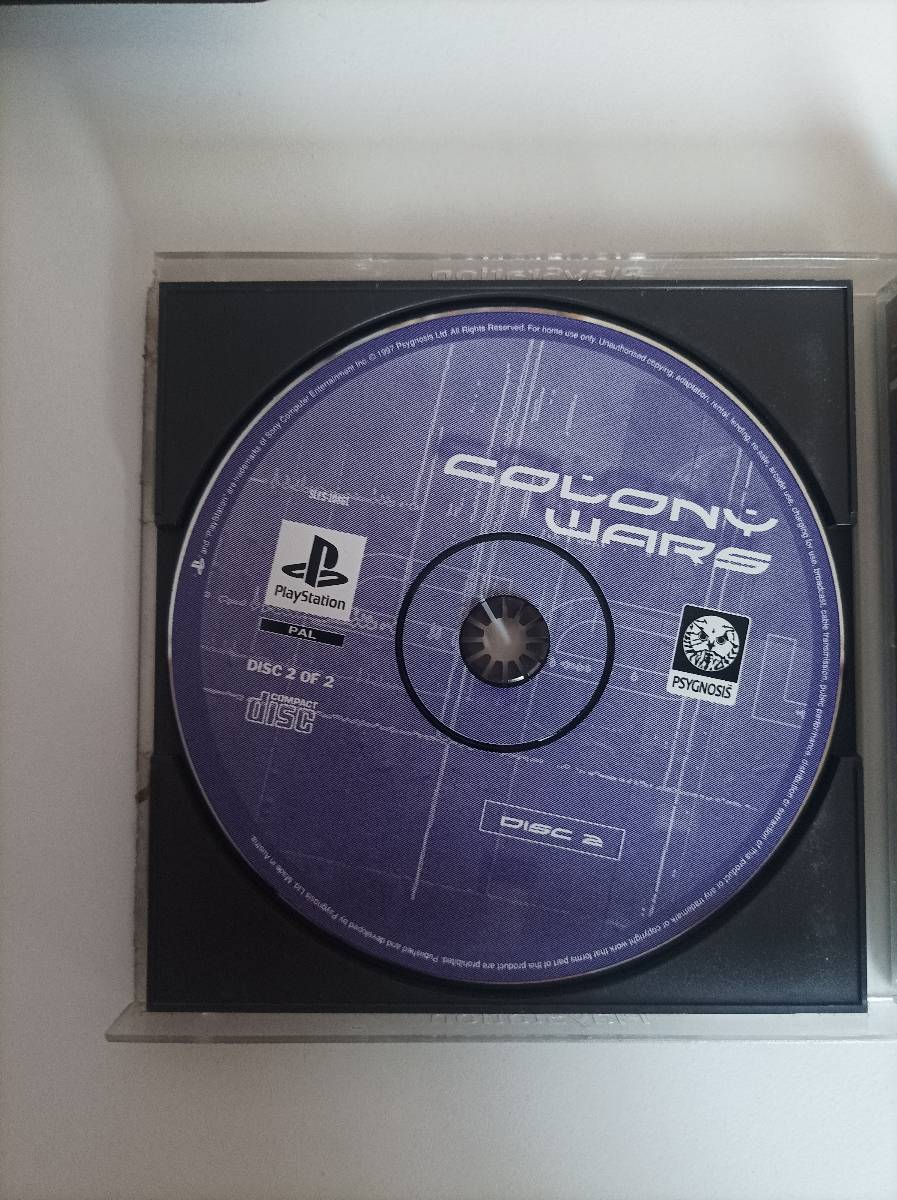 PlayStation
and "PlayStation" are trademarks of Sony Computer Entertainment Inc. © 1997 Psygnosis Ltd. All Rights Reserved. For home use only. Unauthorised copying, adaptation, rental, lending, re-sale, arcade use, charging for use, broadcast, cable transmission, public performance, distribution or extraction of this product or any trademark or copyright work that forms part of this product are prohibited. Published and developed by Psygnosis Ltd. Made in Austria.
COLONY
WARS
PlayStation
PAL
DISC 2 OF 2
COMPACT
disc
PSYGNOSIS
DISC 2
PlayStation